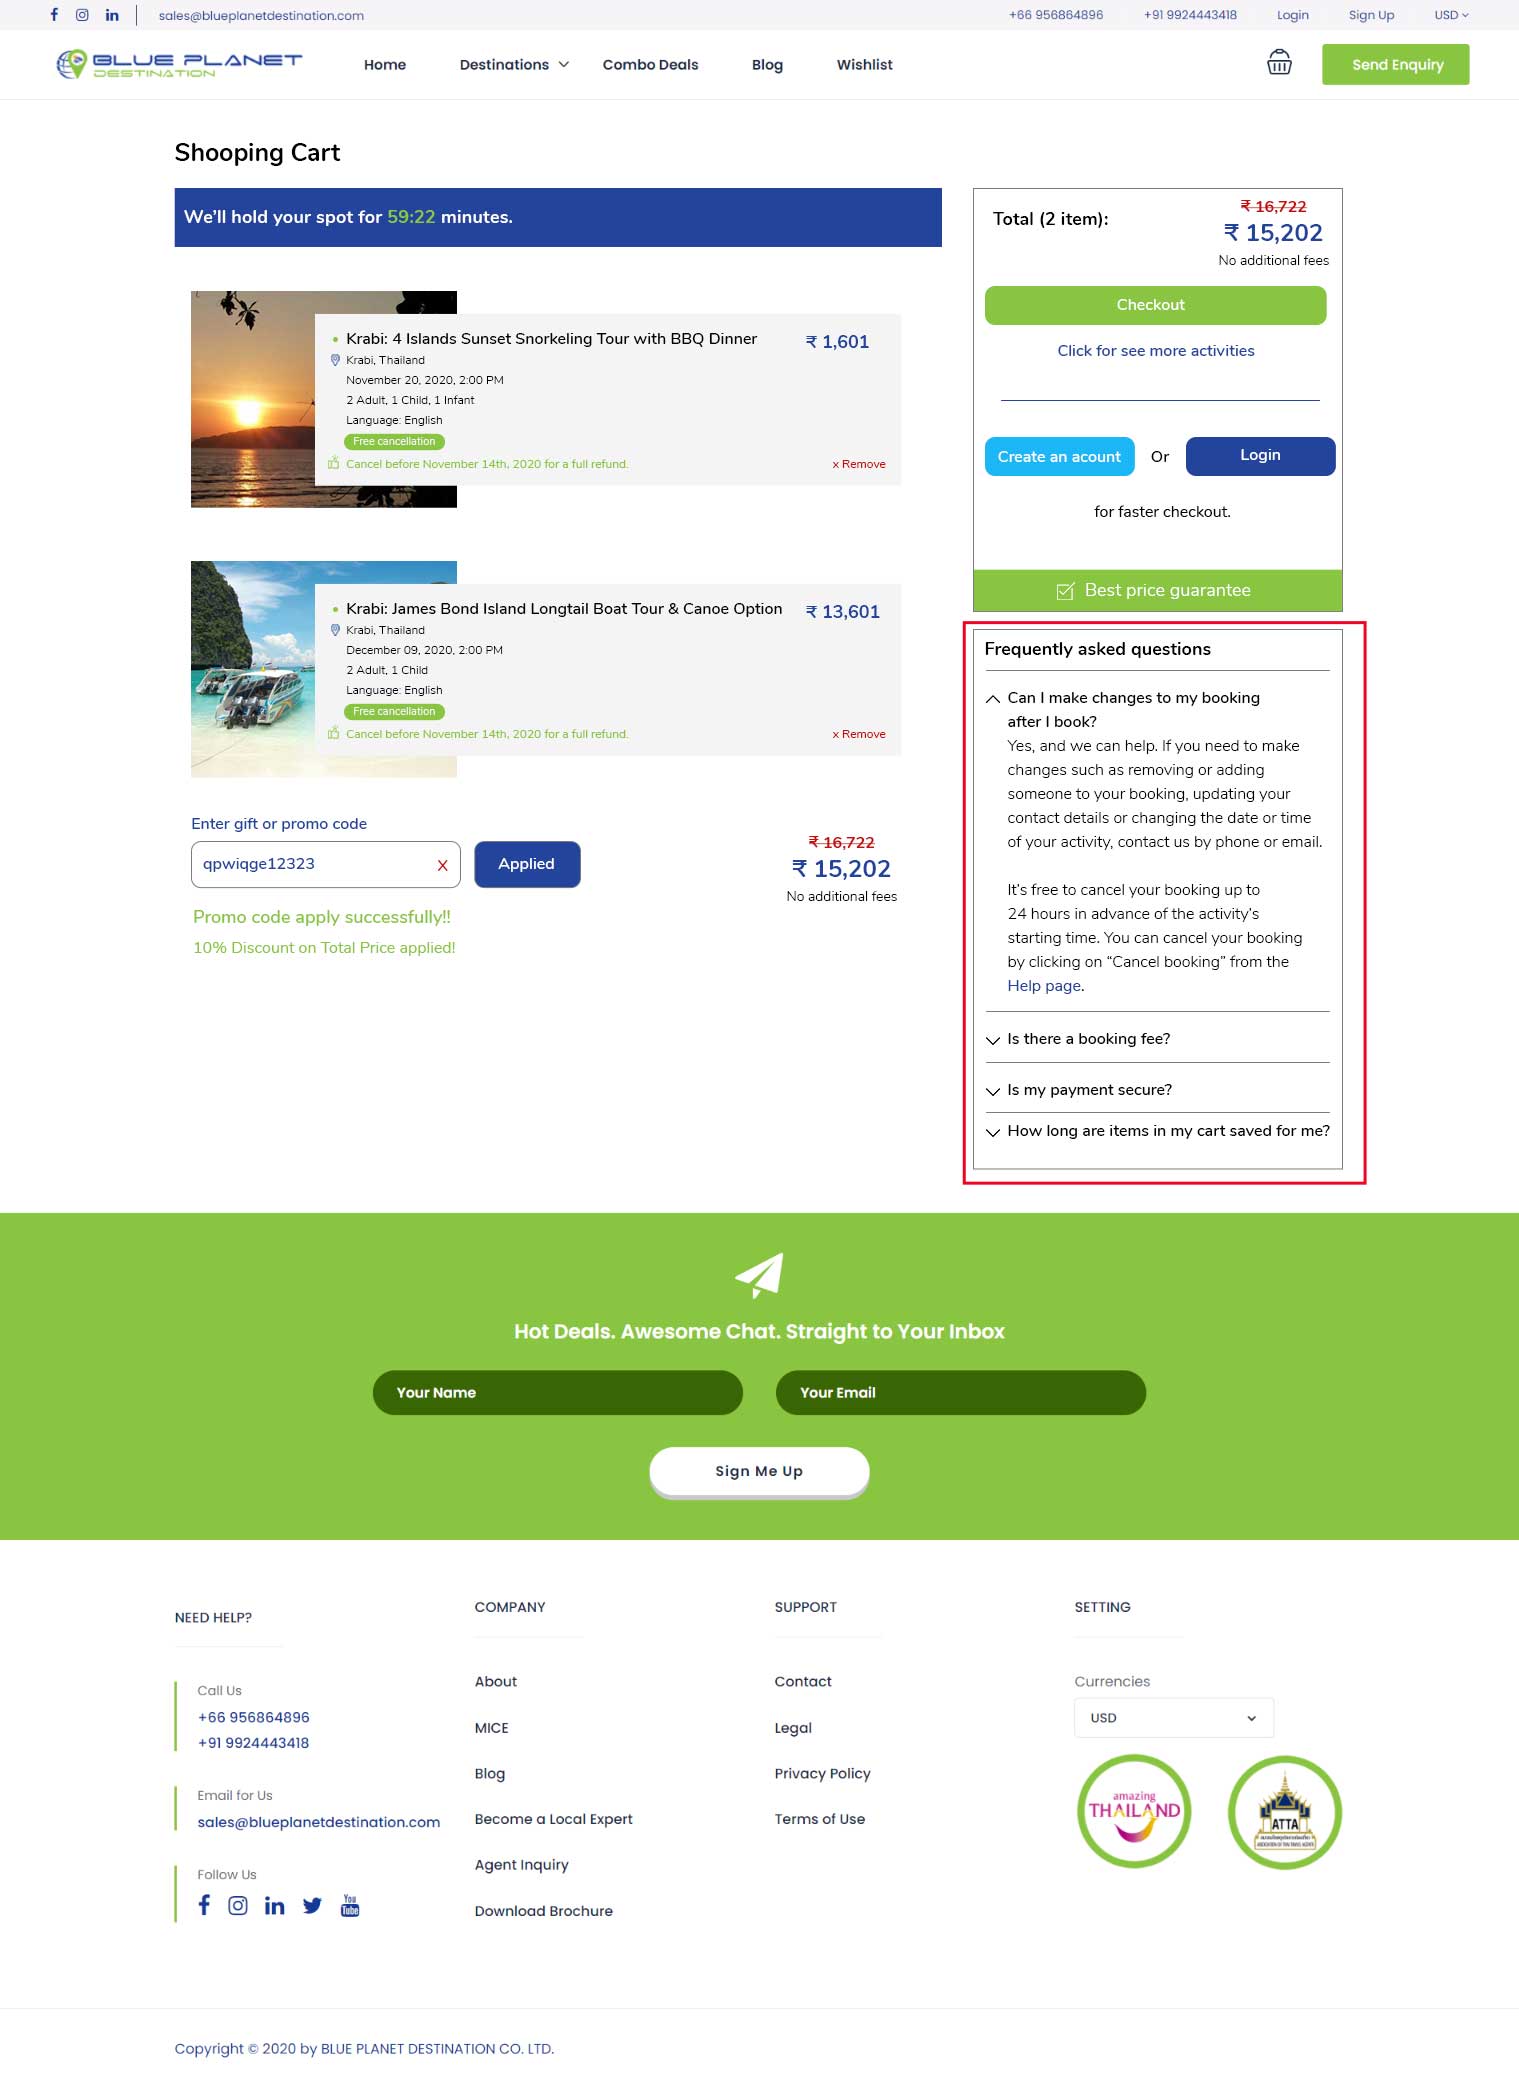 sales@blueplanetdestination.com
+66 956864896
+91 9924443418
Login
Sign Up
USD
BLUE PLANET
DESTINATION
Home
Destinations
Combo Deals
Blog
Wishlist
Send Enquiry
Shooping Cart
We'll hold your spot for 59:22 minutes.
Krabi: 4 Islands Sunset Snorkeling Tour with BBQ Dinner
₹ 1,601
Krabi, Thailand
November 20, 2020, 2:00 PM
2 Adult, 1 Child, 1 Infant
Language: English
Free cancellation
Cancel before November 14th, 2020 for a full refund.
x Remove
Krabi: James Bond Island Longtail Boat Tour & Canoe Option
₹ 13,601
Krabi, Thailand
December 09, 2020, 2:00 PM
2 Adult, 1 Child
Language: English
Free cancellation
Cancel before November 14th, 2020 for a full refund.
x Remove
Enter gift or promo code
qpwiqge12323
X
Applied
Promo code apply successfully!!
10% Discount on Total Price applied!
₹ 16,722
₹ 15,202
No additional fees
Total (2 item):
₹ 16,722
₹ 15,202
No additional fees
Checkout
Click for see more activities
Create an acount
Or
Login
for faster checkout.
Best price guarantee
Frequently asked questions
Can I make changes to my booking
after I book?
Yes, and we can help. If you need to make
changes such as removing or adding
someone to your booking, updating your
contact details or changing the date or time
of your activity, contact us by phone or email.
It's free to cancel your booking up to
24 hours in advance of the activity's
starting time. You can cancel your booking
by clicking on “Cancel booking” from the
Help page.
Is there a booking fee?
Is my payment secure?
How long are items in my cart saved for me?
Hot Deals. Awesome Chat. Straight to Your Inbox
Your Name
Your Email
Sign Me Up
NEED HELP?
Call Us
+66 956864896
+91 9924443418
Email for Us
sales@blueplanetdestination.com
Follow Us
You
Tube
COMPANY
About
MICE
Blog
Become a Local Expert
Agent Inquiry
Download Brochure
SUPPORT
Contact
Legal
Privacy Policy
Terms of Use
SETTING
Currencies
USD
amazing
THAILAND
ATTA
Copyright © 2020 by BLUE PLANET DESTINATION CO. LTD.